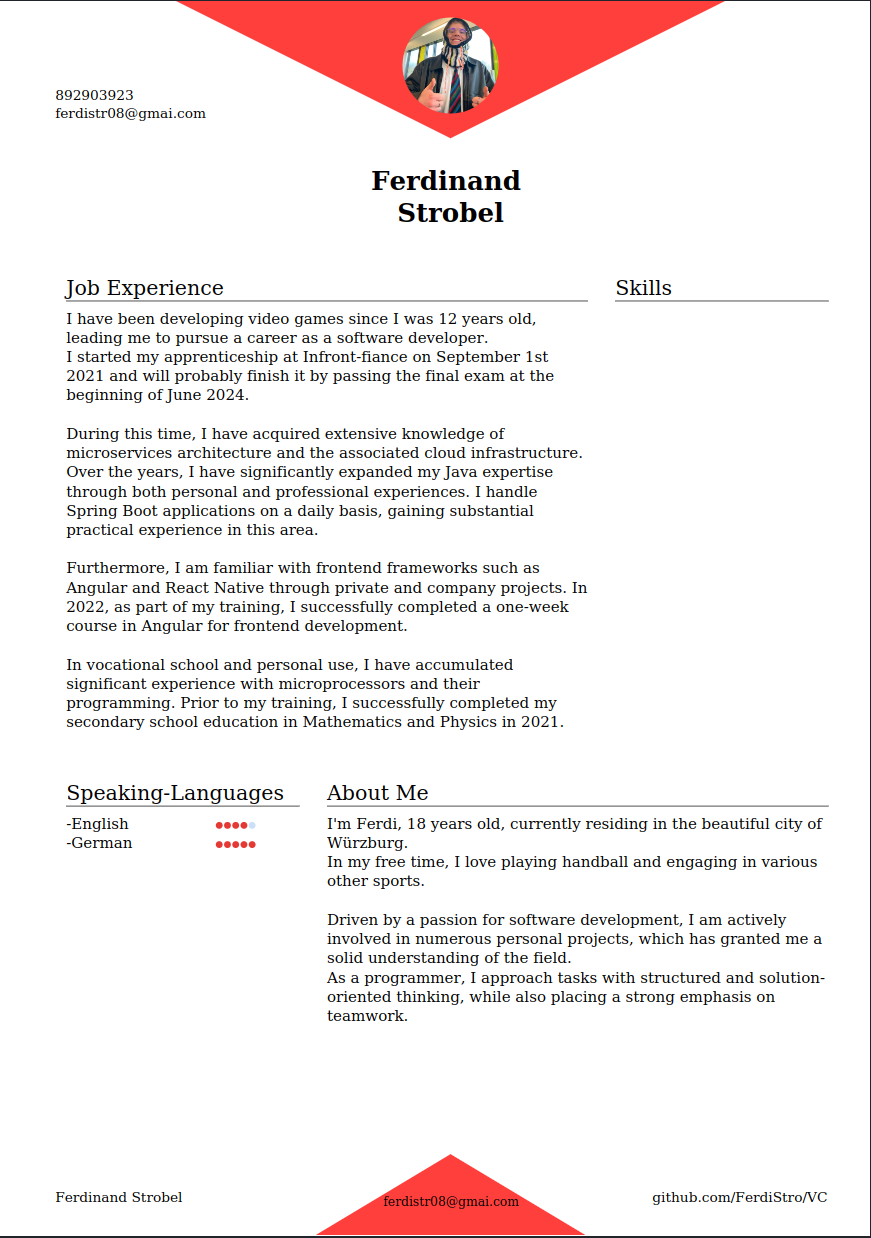 892903923
ferdistr08@gmai.com
Ferdinand
Strobel
Job Experience
I have been developing video games since I was 12 years old,
leading me to pursue a career as a software developer.
I started my apprenticeship at Infront-fiance on September 1st
2021 and will probably finish it by passing the final exam at the
beginning of June 2024.
During this time, I have acquired extensive knowledge of
microservices architecture and the associated cloud infrastructure.
Over the years, I have significantly expanded my Java expertise
through both personal and professional experiences. I handle
Spring Boot applications on a daily basis, gaining substantial
practical experience in this area.
Furthermore, I am familiar with frontend frameworks such as
Angular and React Native through private and company projects. In
2022, as part of my training, I successfully completed a one-week
course in Angular for frontend development.
In vocational school and personal use, I have accumulated
significant experience with microprocessors and their
programming. Prior to my training, I successfully completed my
secondary school education in Mathematics and Physics in 2021.
Skills
Speaking-Languages
-English
-German
About Me
I'm Ferdi, 18 years old, currently residing in the beautiful city of
Würzburg.
In my free time, I love playing handball and engaging in various
other sports.
Driven by a passion for software development, I am actively
involved in numerous personal projects, which has granted me a
solid understanding of the field.
As a programmer, I approach tasks with structured and solution-
oriented thinking, while also placing a strong emphasis on
teamwork.
Ferdinand Strobel
ferdistr08@gmai.com
github.com/FerdiStro/VC